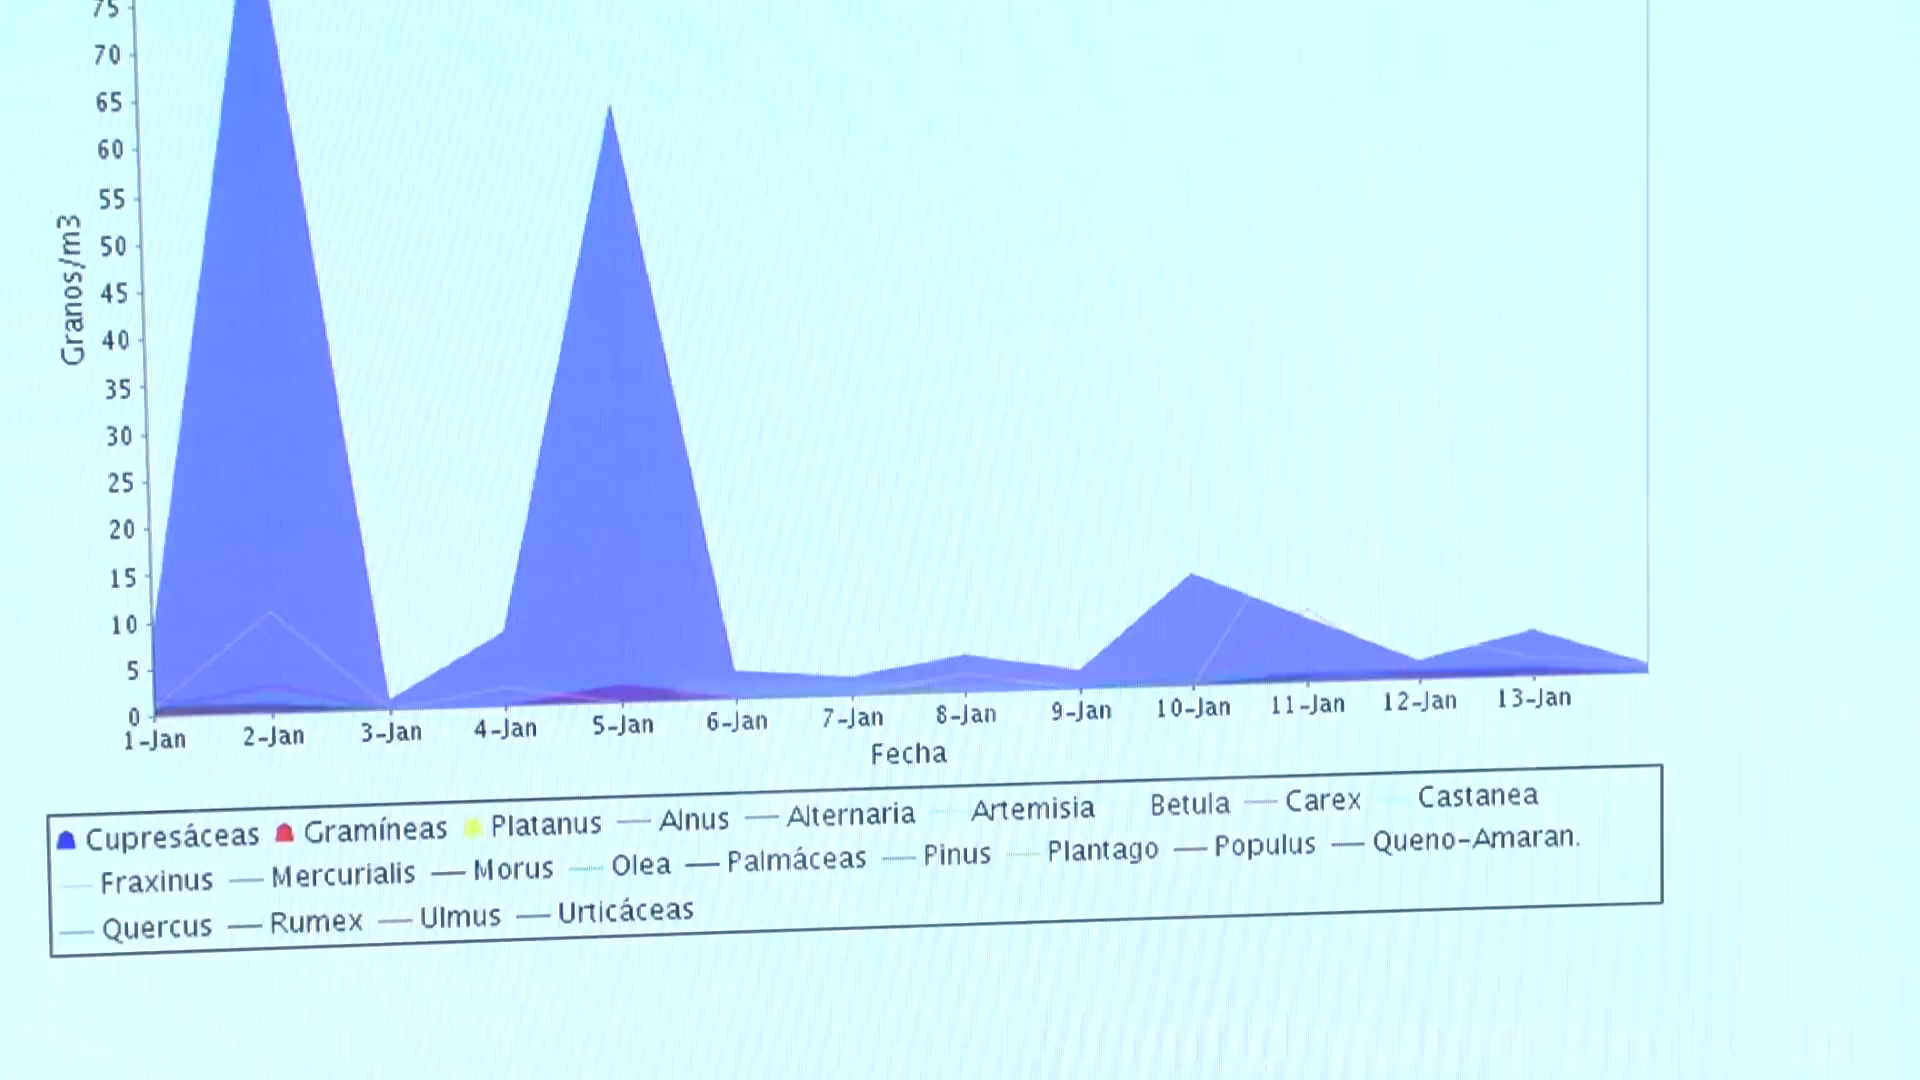 75
70
65
60
55
50
45
40
35
30
25
20
15
10
5
0
Granos/m3
1-Jan 2-Jan 3-Jan 4-Jan 5-Jan 6-Jan 7-Jan 8-Jan 9-Jan 10-Jan 11-Jan 12-Jan 13-Jan
Fecha
Cupresáceas Gramíneas Platanus Alnus Alternaria Artemisia Betula Carex Castanea
Fraxinus Mercurialis Morus Olea Palmáceas Pinus Plantago Populus Queno-Amaran.
Quercus Rumex Ulmus Urticáceas